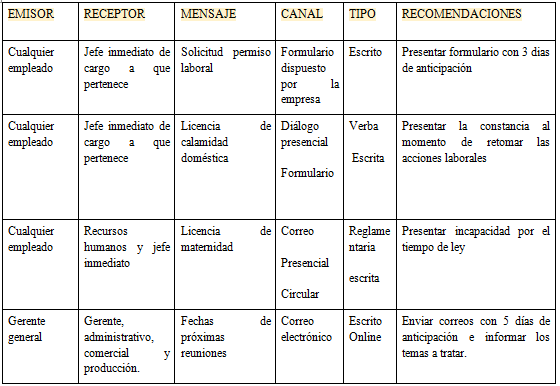 EMISOR RECEPTOR MENSAJE CANAL TIPO RECOMENDACIONES
Cualquier
empleado
Jefe inmediato de
cargo a que
pertenece
Solicitud permiso
laboral
Formulario
dispuesto
por la
empresa
Escrito
Presentar formulario con 3 días
de anticipación
Cualquier
empleado
Jefe inmediato de
cargo a que
pertenece
Licencia de
calamidad
doméstica
Diálogo
presencial
Formulario
Verba
Escrita
Presentar la constancia al
momento de retomar las
acciones laborales
Cualquier
empleado
Recursos
humanos y jefe
inmediato
Licencia de
maternidad
Correo
Presencial
Circular
Reglame
ntaria
escrita
Presentar incapacidad por el
tiempo de ley
Gerente
general
Gerente,
administrativo,
comercial y
producción.
Fechas de
próximas
reuniones
Correo
electrónico
Escrito
Online
Enviar correos con 5 días de
anticipación e informar los
temas a tratar.